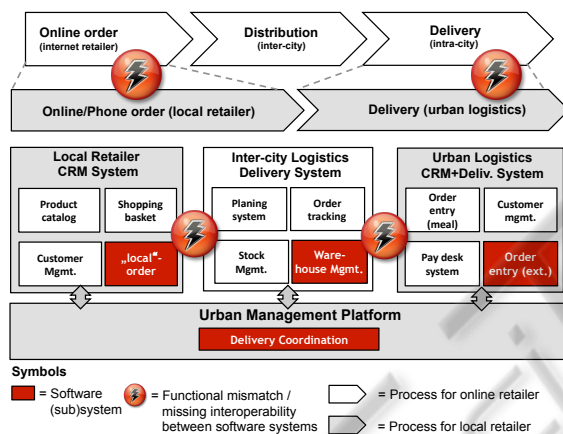 Online order
(internet retailer)
Distribution
(inter-city)
Delivery
(intra-city)
Online/Phone order (local retailer)
Delivery (urban logistics)
Local Retailer
CRM System
Product
catalog
Shopping
basket
Customer
Mgmt.
„local“-
order
Inter-city Logistics
Delivery System
Planing
system
Order
tracking
Stock
Mgmt.
Ware-
house Mgmt.
Urban Logistics
CRM+Deliv. System
Order
entry
(meal)
Customer
mgmt.
Pay desk
system
Order
entry (ext.)
Urban Management Platform
Delivery Coordination
Symbols
= Software
(sub)system
= Functional mismatch /
missing interoperability
between software systems
= Process for online retailer
= Process for local retailer